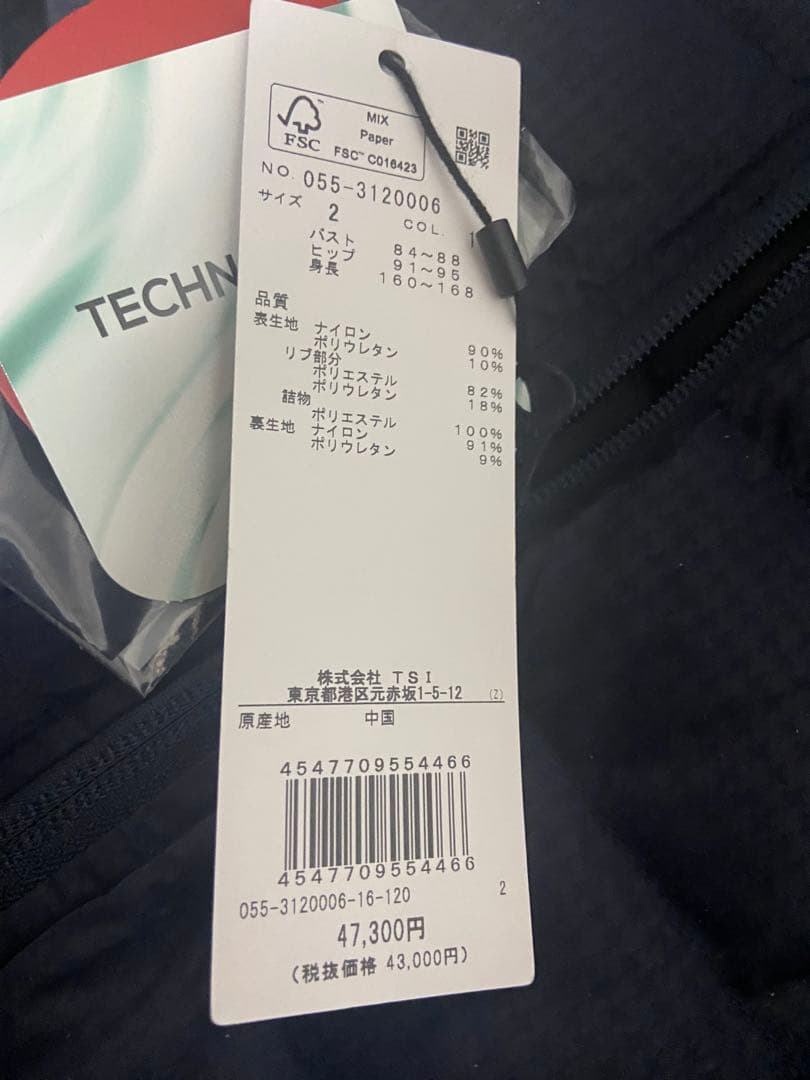 MIX
Paper
FSC™ C016423
FSC
NO. 055-3120006
サイズ 2 COL. 1
バスト 84～88
ヒップ 91～95
身長 160～168
品質
表生地 ナイロン 90%
ポリウレタン 10%
リブ部分
ポリエステル 82%
ポリウレタン 18%
詰物
ポリエステル 100%
裏生地 ナイロン 91%
ポリウレタン 9%
株式会社 TSI
東京都港区元赤坂1-5-12 (Z)
原産地 中国
4547709554466
4547709554466
055-3120006-16-120 2
47,300円
(税抜価格 43,000円)
TECHN